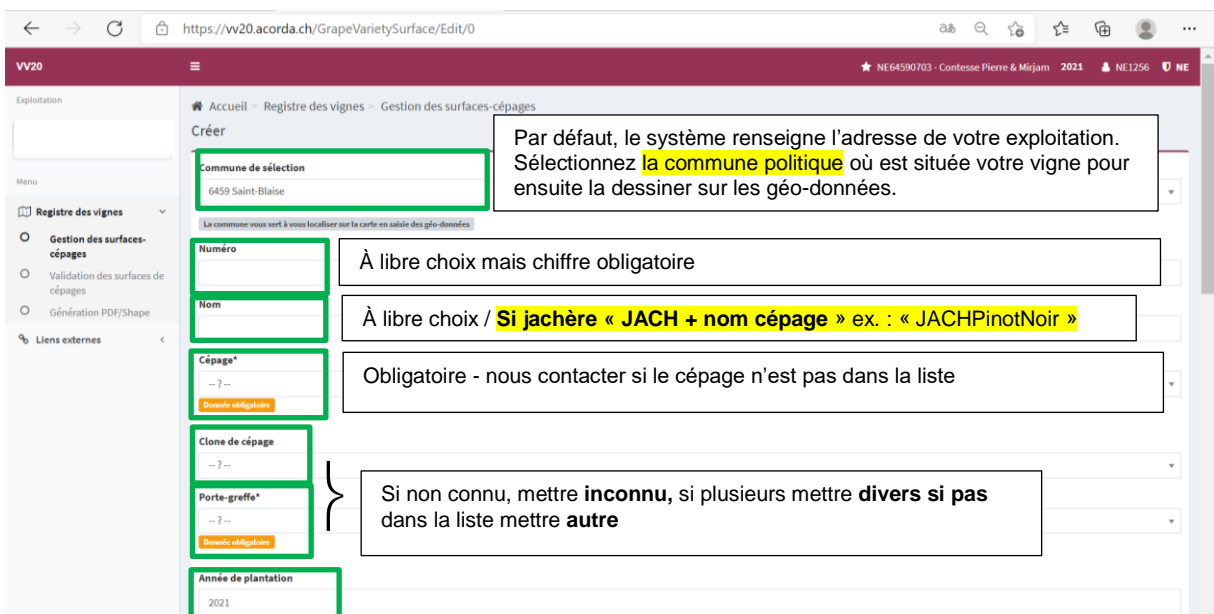 https://vv20.acorda.ch/GrapeVarietySurface/Edit/0
VV20
NE64590703 - Contesse Pierre & Mirjam 2021 NE1256 NE
Exploitation
Menu
Registre des vignes
Gestion des surfaces-
cépages
Validation des surfaces de
cépages
Génération PDF/Shape
Liens externes
Accueil > Registre des vignes > Gestion des surfaces-cépages
Créer
Par défaut, le système renseigne l'adresse de votre exploitation.
Sélectionnez la commune politique où est située votre vigne pour
ensuite la dessiner sur les géo-données.
Commune de sélection
6459 Saint-Blaise
La commune vous sert à vous localiser sur la carte en saisie des géo-données
Numéro
À libre choix mais chiffre obligatoire
Nom
À libre choix / Si jachère « JACH + nom cépage » ex. : « JACHPinotNoir »
Cépage*
-- ? --
Donnée obligatoire
Obligatoire - nous contacter si le cépage n'est pas dans la liste
Clone de cépage
-- ? --
Porte-greffe*
-- ? --
Donnée obligatoire
Si non connu, mettre inconnu, si plusieurs mettre divers si pas
dans la liste mettre autre
Année de plantation
2021